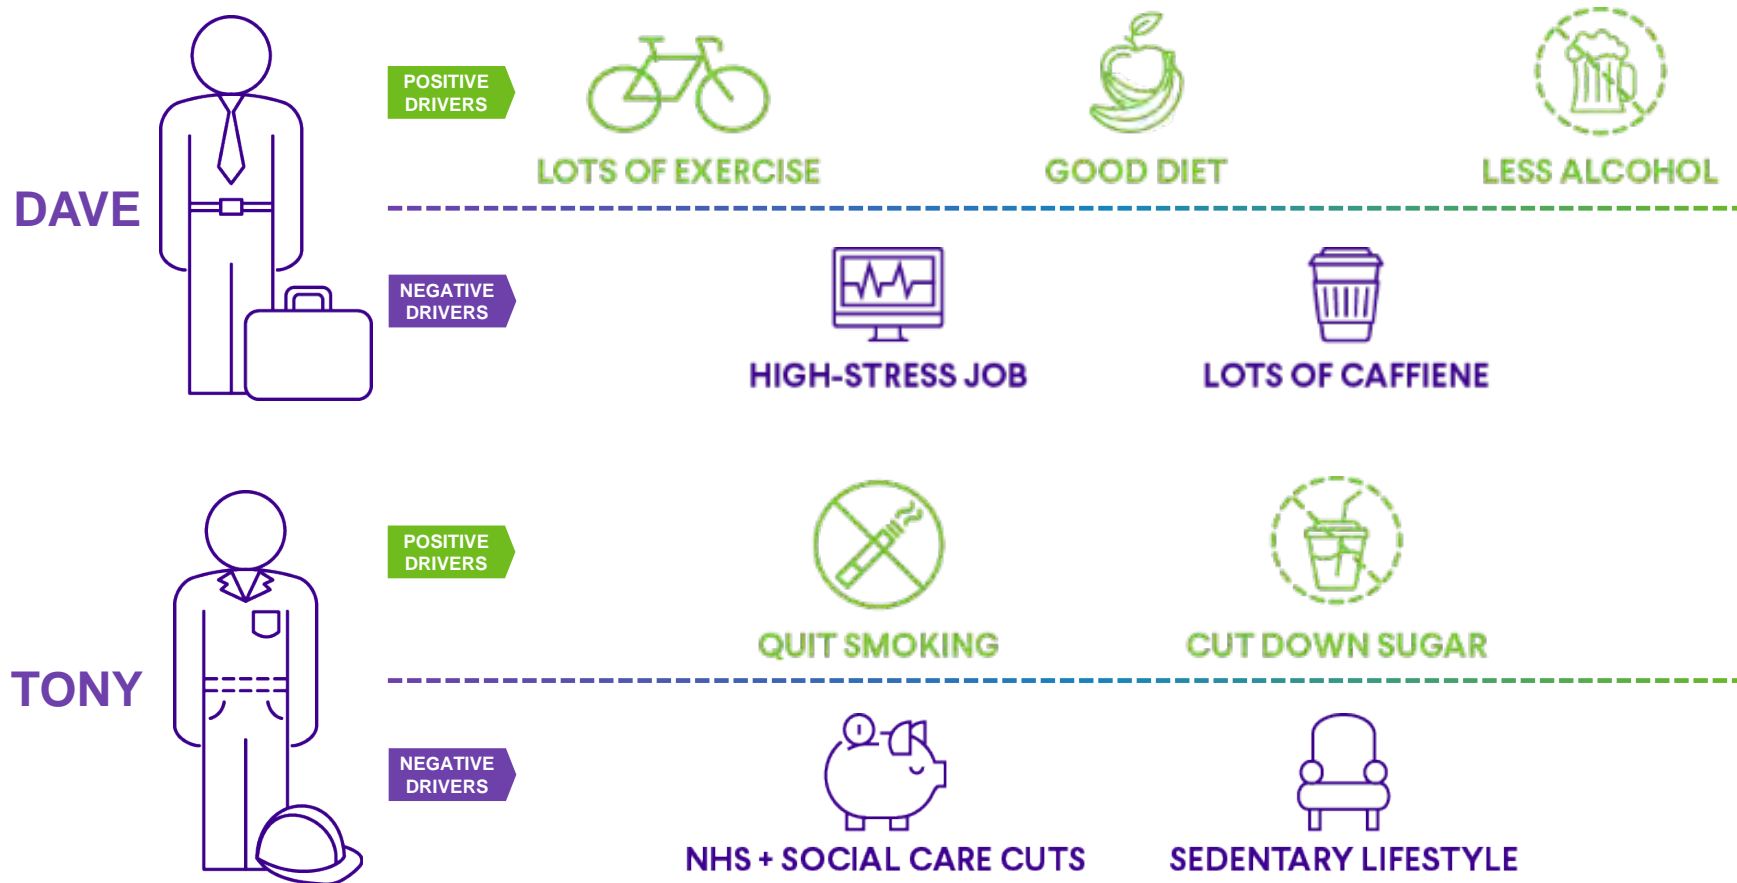 DAVE
POSITIVE
DRIVERS
LOTS OF EXERCISE
GOOD DIET
LESS ALCOHOL
NEGATIVE
DRIVERS
HIGH-STRESS JOB
LOTS OF CAFFIENE
TONY
POSITIVE
DRIVERS
QUIT SMOKING
CUT DOWN SUGAR
NEGATIVE
DRIVERS
NHS + SOCIAL CARE CUTS
SEDENTARY LIFESTYLE